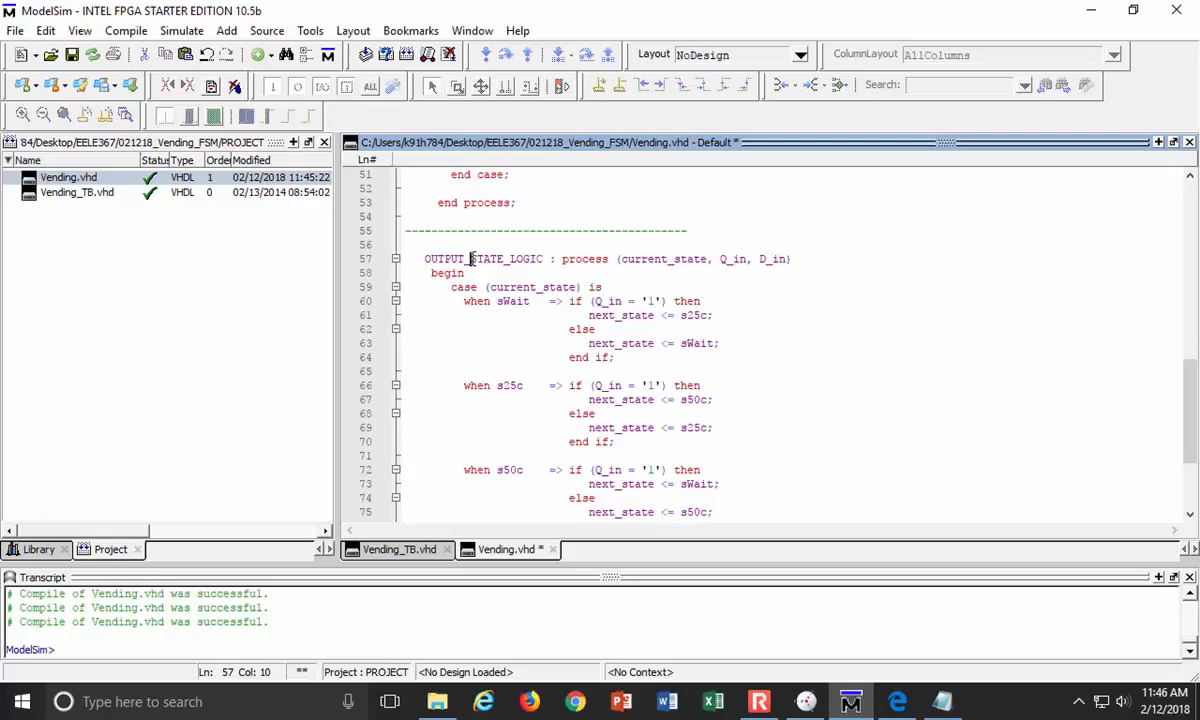 ModelSim - INTEL FPGA STARTER EDITION 10.5b
File Edit View Compile Simulate Add Source Tools Layout Bookmarks Window Help
Layout NoDesign ColumnLayout AllColumns
ALL Search:
84/Desktop/EELE367/021218_Vending_FSM/PROJECT
Name Status Type Order Modified
Vending.vhd VHDL 1 02/12/2018 11:45:22
Vending_TB.vhd VHDL 0 02/13/2014 08:54:02
Library Project
C:/Users/k91h784/Desktop/EELE367/021218_Vending_FSM/Vending.vhd - Default *
Ln#
51 end case;
52
53 end process;
54
55 -------------------------------------------
56
57 OUTPUT_STATE_LOGIC : process (current_state, Q_in, D_in)
58 begin
59 case (current_state) is
60 when sWait => if (Q_in = '1') then
61 next_state <= s25c;
62 else
63 next_state <= sWait;
64 end if;
65
66 when s25c => if (Q_in = '1') then
67 next_state <= s50c;
68 else
69 next_state <= s25c;
70 end if;
71
72 when s50c => if (Q_in = '1') then
73 next_state <= sWait;
74 else
75 next_state <= s50c;
Vending_TB.vhd Vending.vhd *
Transcript
# Compile of Vending.vhd was successful.
# Compile of Vending.vhd was successful.
# Compile of Vending.vhd was successful.
ModelSim>
Ln: 57 Col: 10 ** Project : PROJECT <No Design Loaded> <No Context>
Type here to search
11:46 AM
2/12/2018